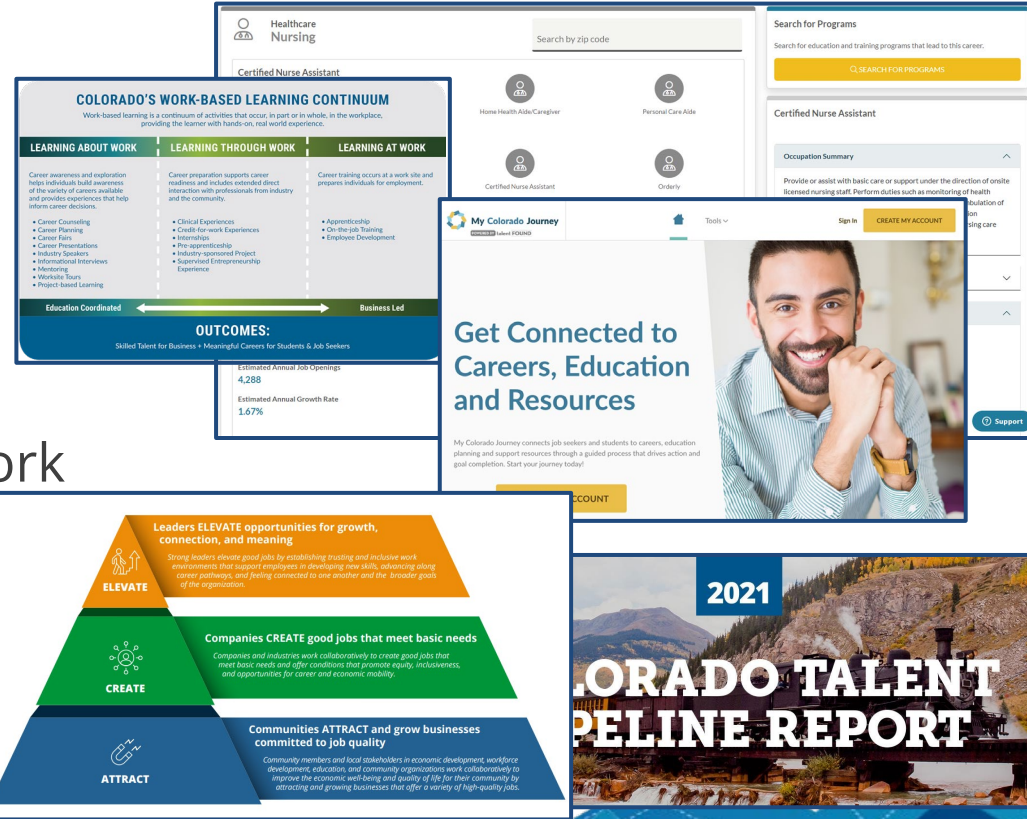 Healthcare
Nursing
Search by zip code
Certified Nurse Assistant
Home Health Aide/Caregiver
Personal Care Aide
Certified Nurse Assistant
Orderly
Estimated Annual Job Openings
4,288
Estimated Annual Growth Rate
1.67%
Search for Programs
Search for education and training programs that lead to this career.
SEARCH FOR PROGRAMS
Certified Nurse Assistant
Occupation Summary
Provide or assist with basic care or support under the direction of onsite
licensed nursing staff. Perform duties such as monitoring of health
Support
COLORADO'S WORK-BASED LEARNING CONTINUUM
Work-based learning is a continuum of activities that occur, in part or in whole, in the workplace,
providing the learner with hands-on, real world experience.
LEARNING ABOUT WORK
Career awareness and exploration
helps individuals build awareness
of the variety of careers available
and provides experiences that help
inform career decisions.
• Career Counseling
• Career Planning
• Career Fairs
• Career Presentations
• Industry Speakers
• Informational Interviews
• Mentoring
• Worksite Tours
• Project-based Learning
LEARNING THROUGH WORK
Career preparation supports career
readiness and includes extended direct
interaction with professionals from industry
and the community.
• Clinical Experiences
• Credit-for-work Experiences
• Internships
• Pre-apprenticeship
• Industry-sponsored Project
• Supervised Entrepreneurship
Experience
LEARNING AT WORK
Career training occurs at a work site and
prepares individuals for employment.
• Apprenticeship
• On-the-job Training
• Employee Development
Education Coordinated
Business Led
OUTCOMES:
Skilled Talent for Business + Meaningful Careers for Students & Job Seekers
My Colorado Journey
POWERED BY talent FOUND
Tools
Sign In
CREATE MY ACCOUNT
Get Connected to
Careers, Education
and Resources
My Colorado Journey connects job seekers and students to careers, education
planning and support resources through a guided process that drives action and
goal completion. Start your journey today!
COUNT
ork
Leaders ELEVATE opportunities for growth,
connection, and meaning
Strong leaders elevate good jobs by establishing trusting and inclusive work
environments that support employees in developing new skills, advancing along
career pathways, and feeling connected to one another and the broader goals
of the organization.
ELEVATE
Companies CREATE good jobs that meet basic needs
Companies and industries work collaboratively to create good jobs that
meet basic needs and offer conditions that promote equity, inclusiveness,
and opportunities for career and economic mobility.
CREATE
Communities ATTRACT and grow businesses
committed to job quality
Community members and local stakeholders in economic development, workforce
development, education, and community organizations work collaboratively to
improve the economic well-being and quality of life for their community by
attracting and growing businesses that offer a variety of high-quality jobs.
ATTRACT
2021
LORADO TALENT
PELINE REPORT